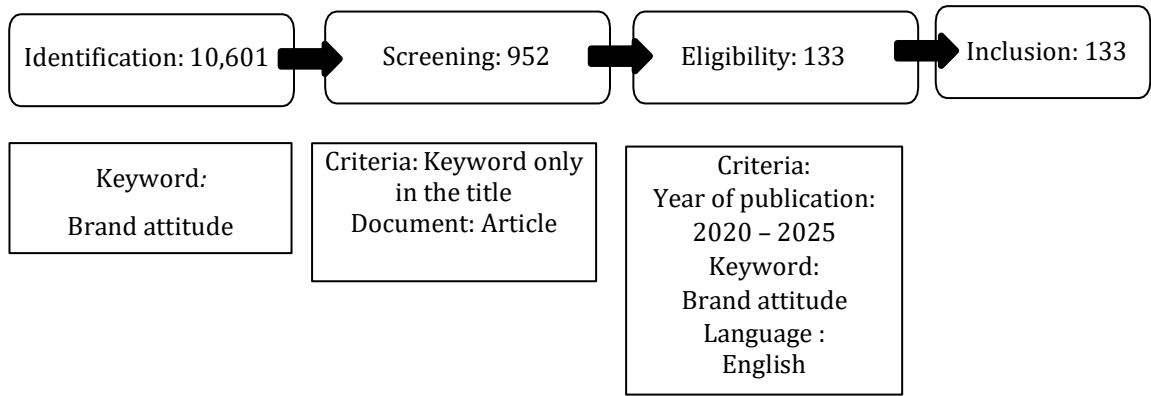 Identification: 10,601
Screening: 952
Eligibility: 133
Inclusion: 133
Keyword:
Brand attitude
Criteria: Keyword only
in the title
Document: Article
Criteria:
Year of publication:
2020 – 2025
Keyword:
Brand attitude
Language :
English